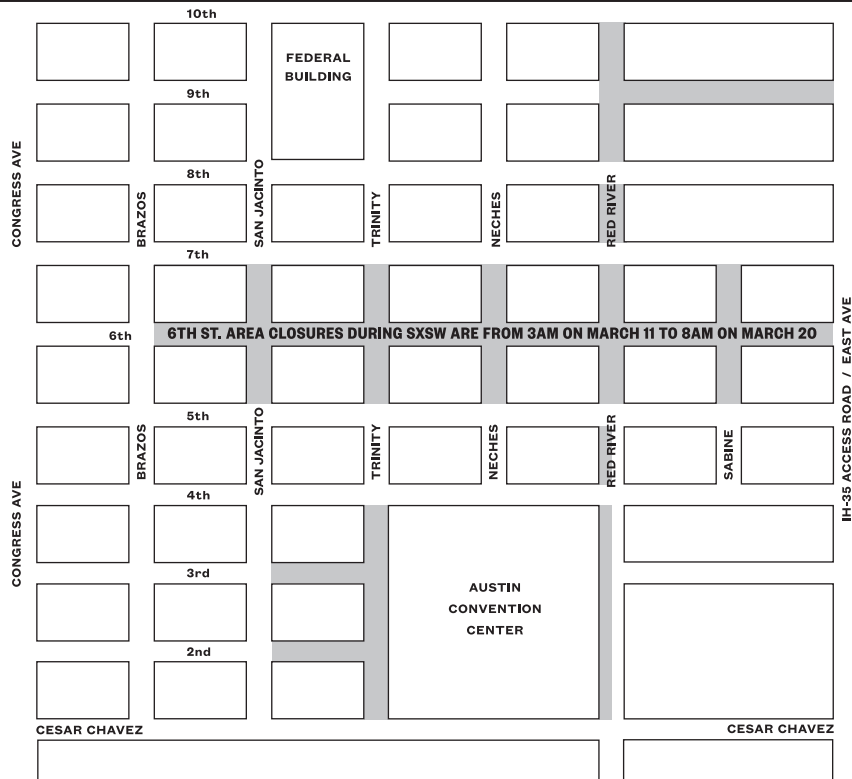 10th
FEDERAL
BUILDING
9th
CONGRESS AVE
8th
BRAZOS
SAN JACINTO
TRINITY
NECHES
RED RIVER
7th
6th
6TH ST. AREA CLOSURES DURING SXSW ARE FROM 3AM ON MARCH 11 TO 8AM ON MARCH 20
IH-35 ACCESS ROAD / EAST AVE
5th
BRAZOS
SAN JACINTO
TRINITY
NECHES
RED RIVER
SABINE
4th
CONGRESS AVE
3rd
AUSTIN
CONVENTION
CENTER
2nd
CESAR CHAVEZ
CESAR CHAVEZ